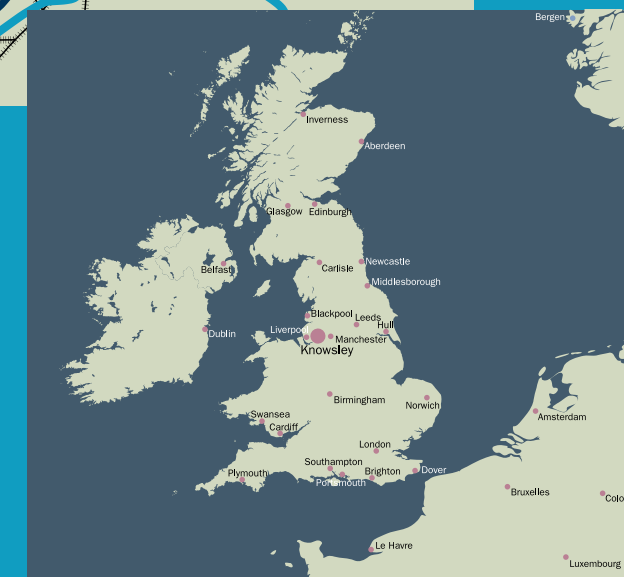 Bergen
Inverness
Aberdeen
Glasgow
Edinburgh
Belfast
Carlisle
Newcastle
Middlesborough
Blackpool
Leeds
Hull
Dublin
Liverpool
Manchester
Knowsley
Birmingham
Norwich
Amsterdam
Swansea
Cardiff
London
Southampton
Plymouth
Brighton
Dover
Portsmouth
Bruxelles
Colo
Le Havre
Luxembourg